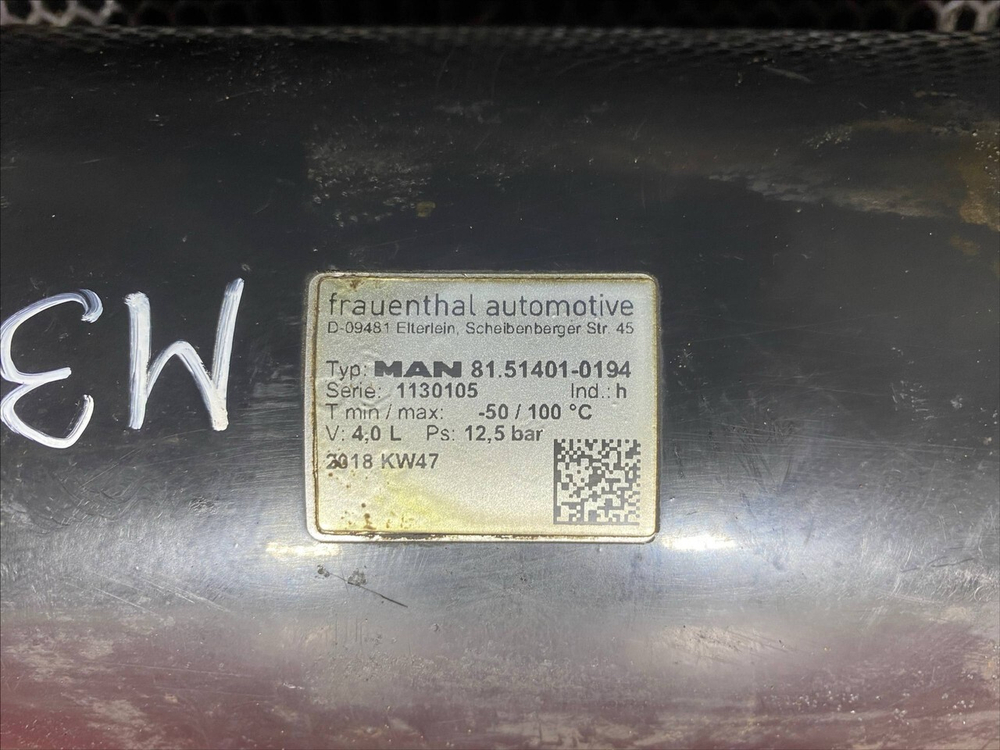 frauenthal automotive
D-09481 Elterlein, Scheibenberger Str. 45
Typ: MAN 81.51401-0194
Serie: 1130105 Ind.: h
T min / max: -50 / 100 °C
V: 4,0 L Ps: 12,5 bar
2018 KW47